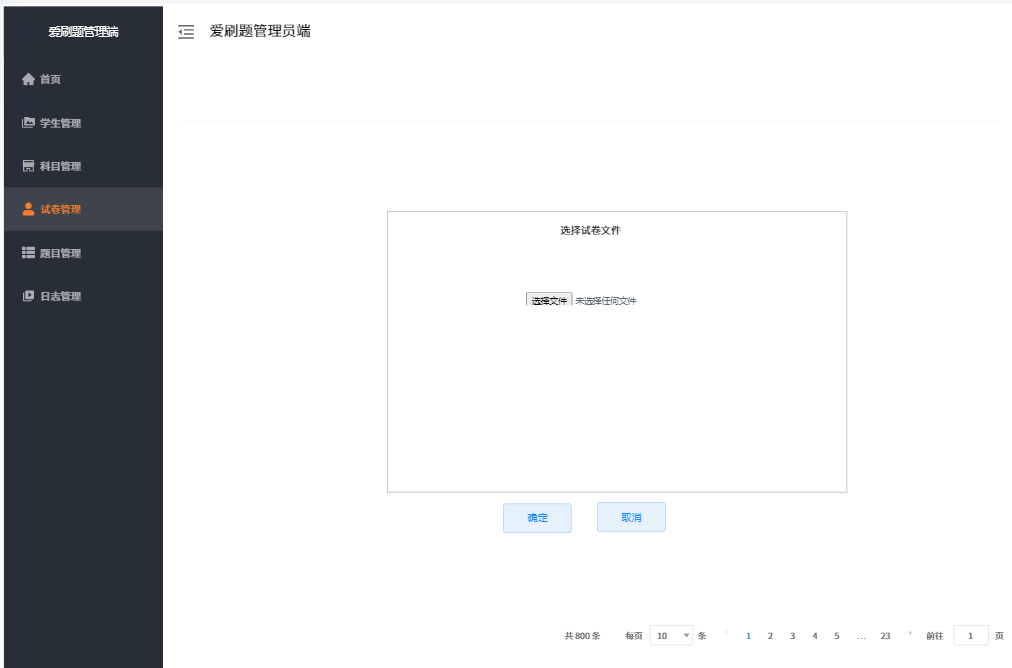 爱刷题管理端
爱刷题管理员端
首页
学生管理
科目管理
试卷管理
题目管理
日志管理
选择试卷文件
选择文件 未选择任何文件
确定 取消
共 800 条 每页 10 条 1 2 3 4 5 ... 23 前往 1 页